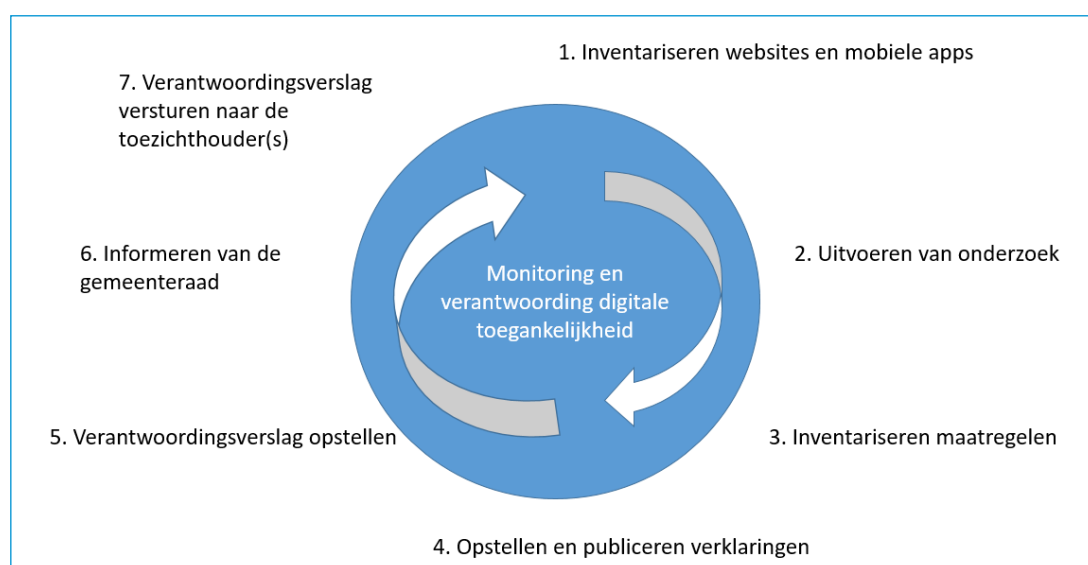 1. Inventariseren websites en mobiele apps
2. Uitvoeren van onderzoek
3. Inventariseren maatregelen
4. Opstellen en publiceren verklaringen
5. Verantwoordingsverslag opstellen
6. Informeren van de
gemeenteraad
7. Verantwoordingsverslag
versturen naar de
toezichthouder(s)
Monitoring en
verantwoording digitale
toegankelijkheid